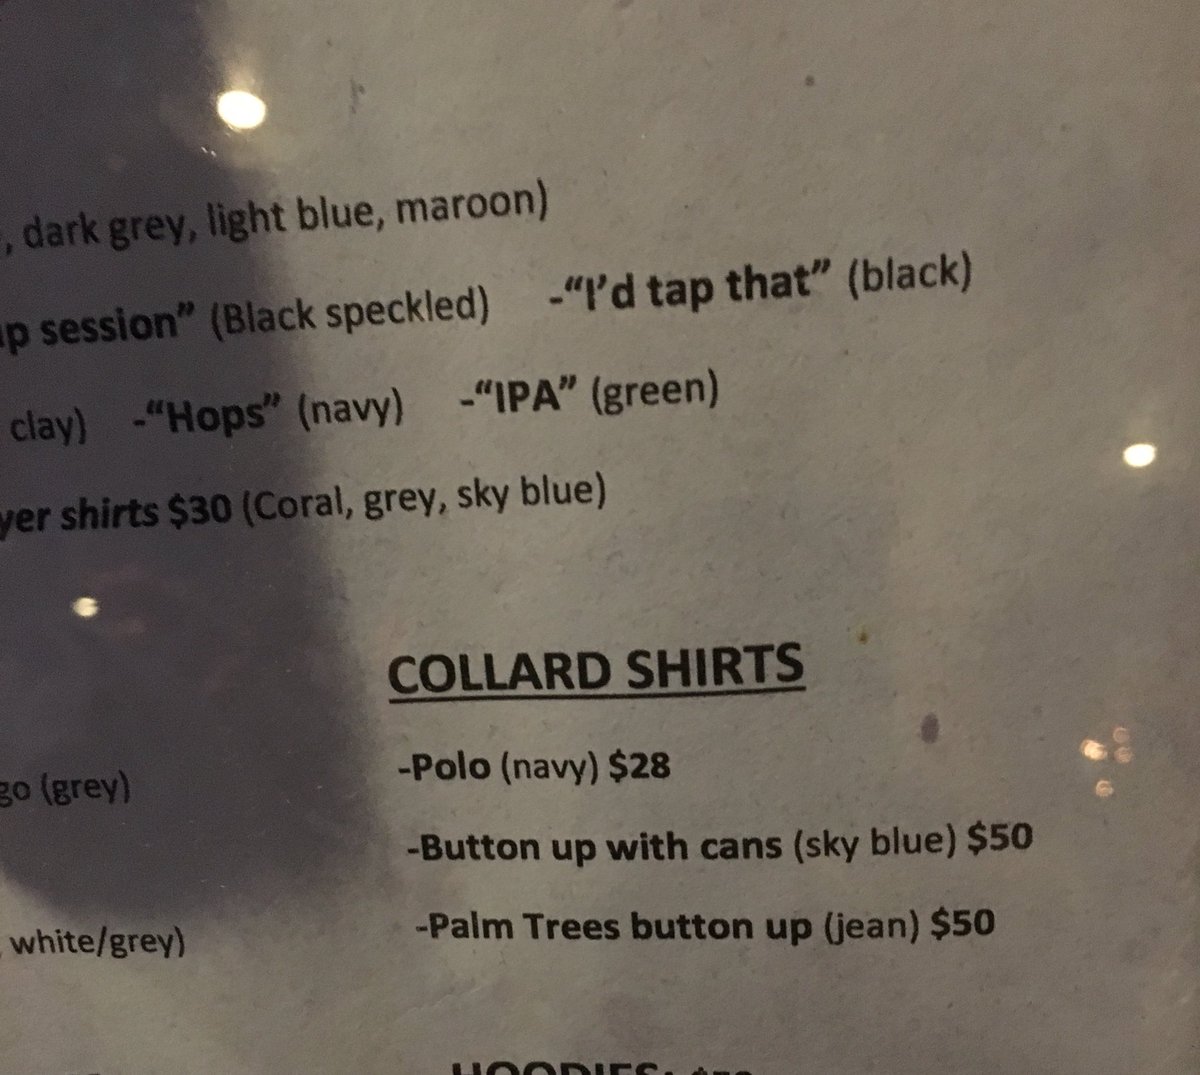 , dark grey, light blue, maroon)
session” (Black speckled) -“I’d tap that” (black)
clay) -“Hops” (navy) -“IPA” (green)
shirts $30 (Coral, grey, sky blue)
COLLARD SHIRTS
-Polo (navy) $28
(grey)
-Button up with cans (sky blue) $50
-Palm Trees button up (jean) $50
white/grey)
HOODIES: